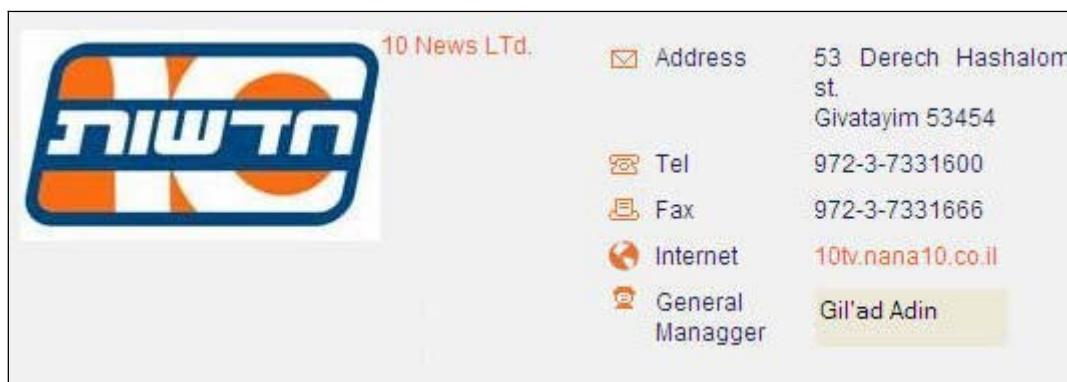 חדשות
10
10 News LTd.
Address 53 Derech Hashalom
st.
Givatayim 53454
Tel 972-3-7331600
Fax 972-3-7331666
Internet 10tv.nana10.co.il
General Gil'ad Adin
Managger